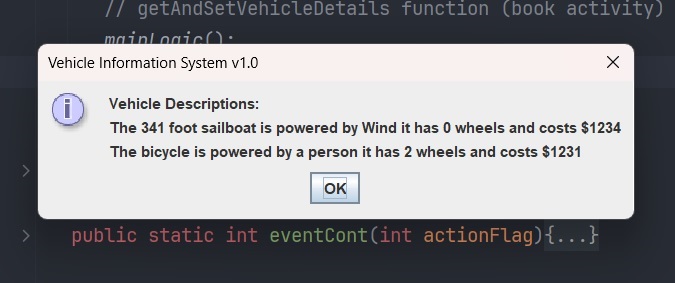 // getAndSetVehicleDetails function (book activity)
mainLogic();
Vehicle Information System v1.0
Vehicle Descriptions:
The 341 foot sailboat is powered by Wind it has 0 wheels and costs $1234
The bicycle is powered by a person it has 2 wheels and costs $1231
OK
public static int eventCont(int actionFlag){...}